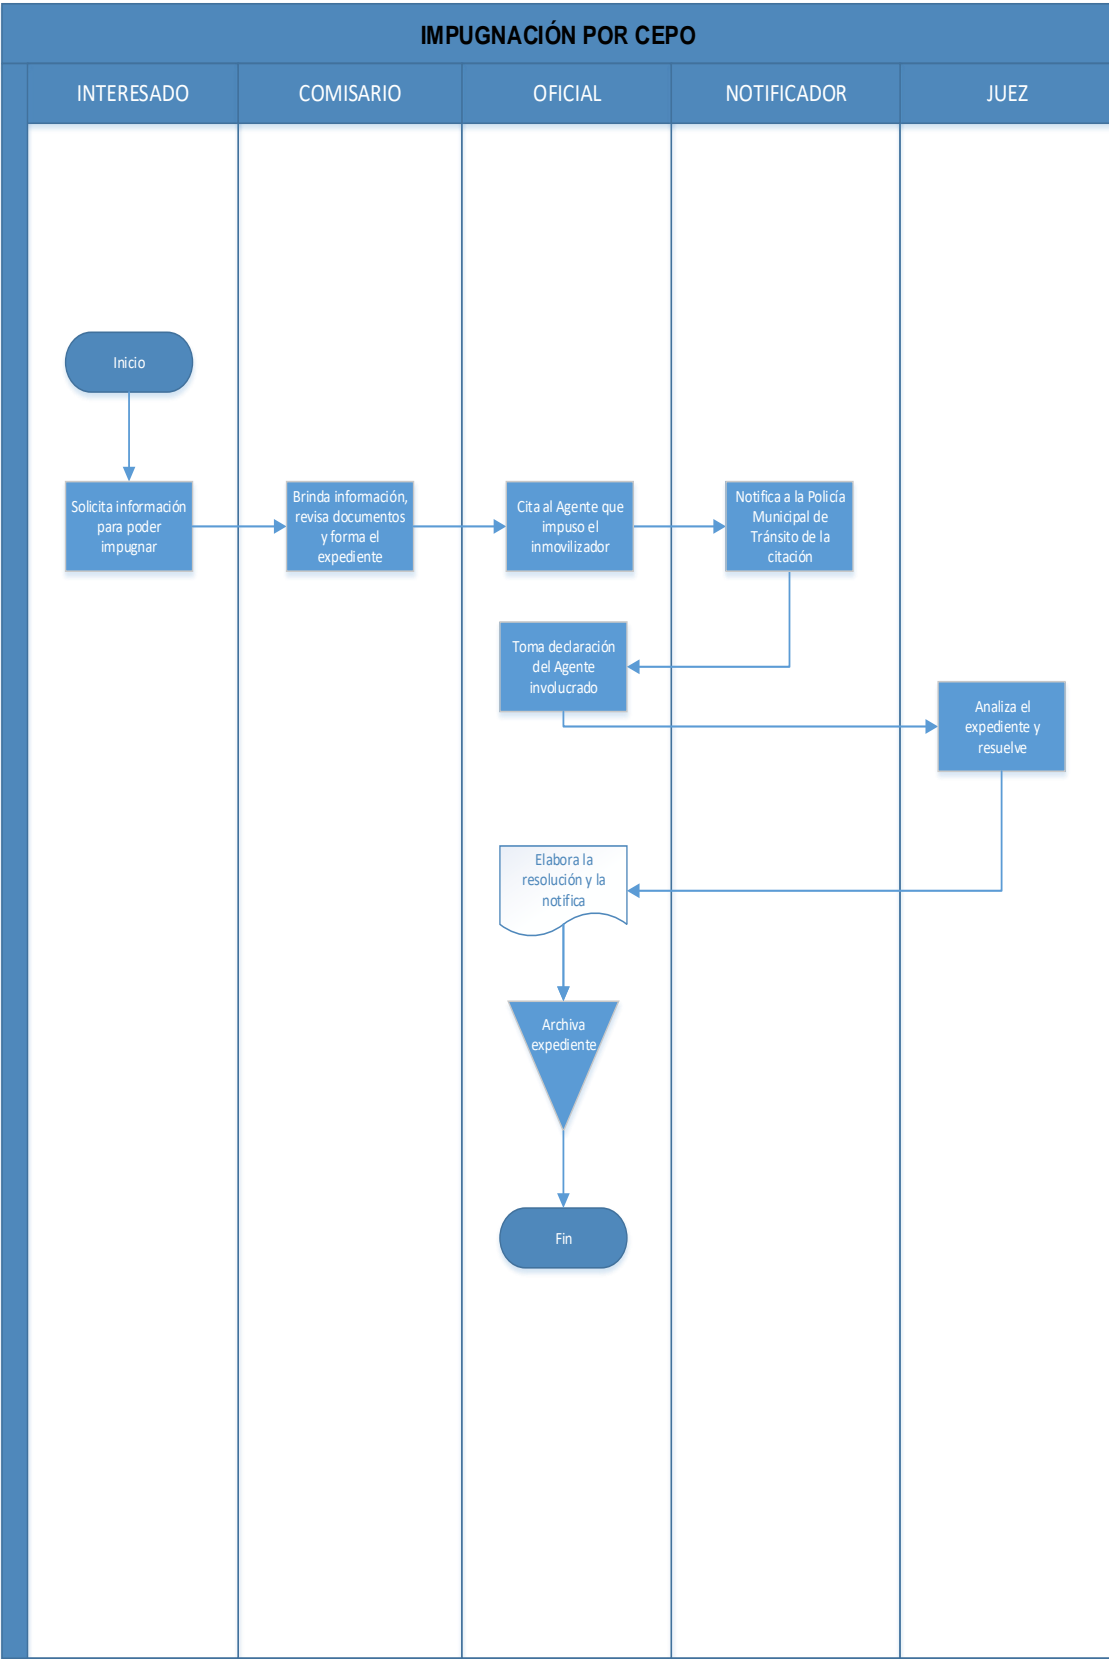 IMPUGNACIÓN POR CEPO
INTERESADO
COMISARIO
OFICIAL
NOTIFICADOR
JUEZ
Inicio
Solicita información
para poder
impugnar
Brinda información,
revisa documentos
y forma el
expediente
Cita al Agente que
impuso el
inmovilizador
Notifica a la Policía
Municipal de
Tránsito de la
citación
Toma declaración
del Agente
involucrado
Analiza el
expediente y
resuelve
Elabora la
resolución y la
notifica
Archiva
expediente
Fin